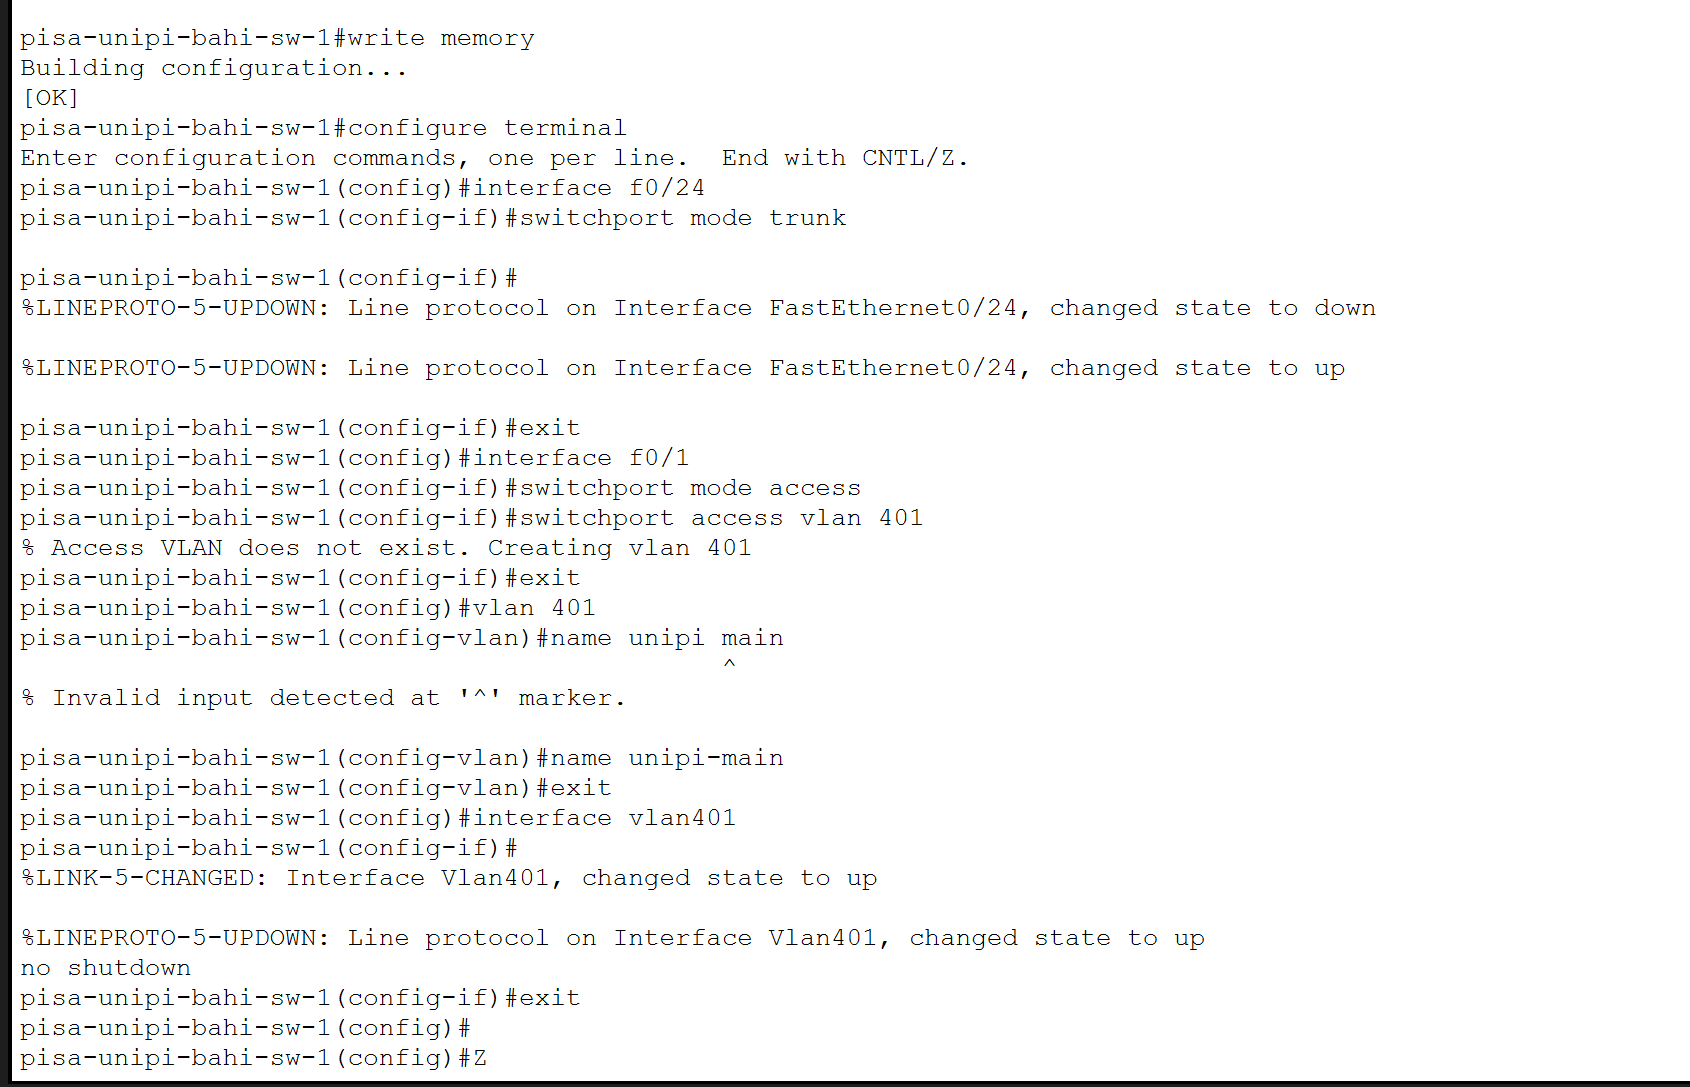 pisa-unipi-bahi-sw-1#write memory
Building configuration...
[OK]
pisa-unipi-bahi-sw-1#configure terminal
Enter configuration commands, one per line.  End with CNTL/Z.
pisa-unipi-bahi-sw-1(config)#interface f0/24
pisa-unipi-bahi-sw-1(config-if)#switchport mode trunk
pisa-unipi-bahi-sw-1(config-if)#
%LINEPROTO-5-UPDOWN: Line protocol on Interface FastEthernet0/24, changed state to down
%LINEPROTO-5-UPDOWN: Line protocol on Interface FastEthernet0/24, changed state to up
pisa-unipi-bahi-sw-1(config-if)#exit
pisa-unipi-bahi-sw-1(config)#interface f0/1
pisa-unipi-bahi-sw-1(config-if)#switchport mode access
pisa-unipi-bahi-sw-1(config-if)#switchport access vlan 401
% Access VLAN does not exist. Creating vlan 401
pisa-unipi-bahi-sw-1(config-if)#exit
pisa-unipi-bahi-sw-1(config)#vlan 401
pisa-unipi-bahi-sw-1(config-vlan)#name unipi main
^
% Invalid input detected at '^' marker.
pisa-unipi-bahi-sw-1(config-vlan)#name unipi-main
pisa-unipi-bahi-sw-1(config-vlan)#exit
pisa-unipi-bahi-sw-1(config)#interface vlan401
pisa-unipi-bahi-sw-1(config-if)#
%LINK-5-CHANGED: Interface Vlan401, changed state to up
%LINEPROTO-5-UPDOWN: Line protocol on Interface Vlan401, changed state to up
no shutdown
pisa-unipi-bahi-sw-1(config-if)#exit
pisa-unipi-bahi-sw-1(config)#
pisa-unipi-bahi-sw-1(config)#Z